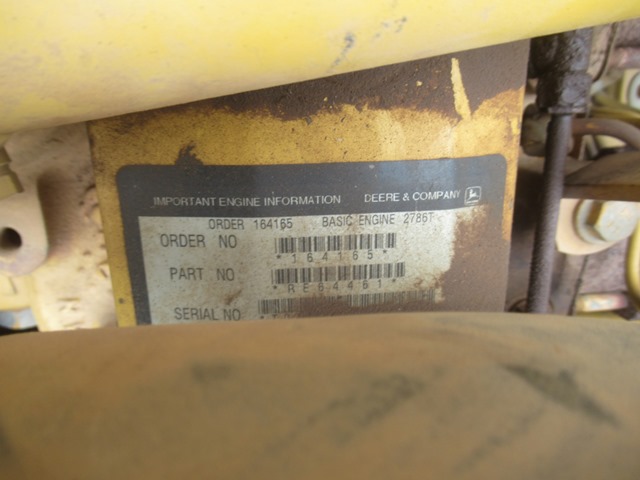 IMPORTANT ENGINE INFORMATION DEERE & COMPANY
ORDER 164165 BASIC ENGINE 2786T
ORDER NO
*164165*
PART NO
*RE64461*
SERIAL NO